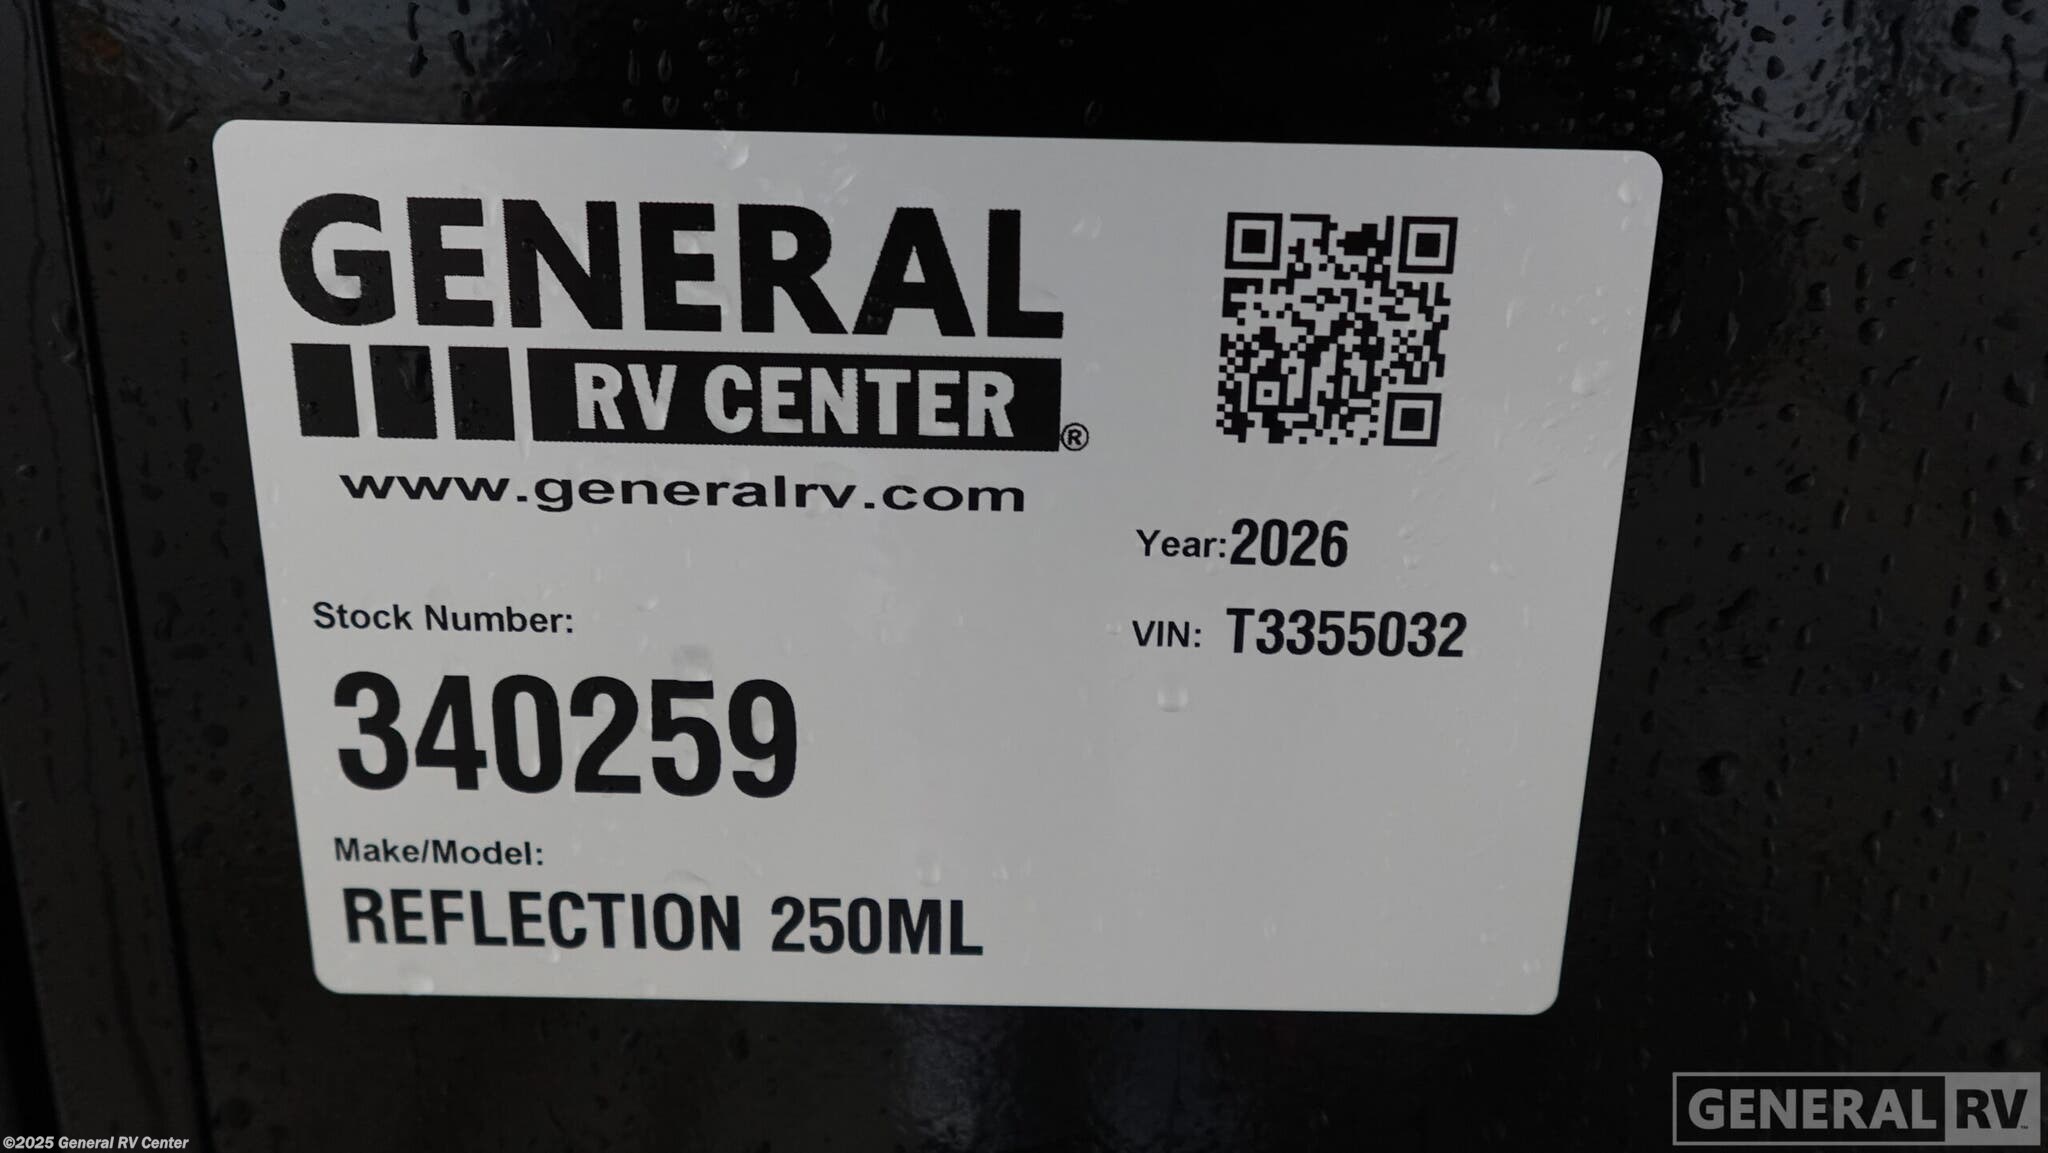 GENERAL
RV CENTER®
www.generalrv.com
Year: 2026
VIN: T3355032
Stock Number:
340259
Make/Model:
REFLECTION 250ML
©2025 General RV Center
GENERAL RV™